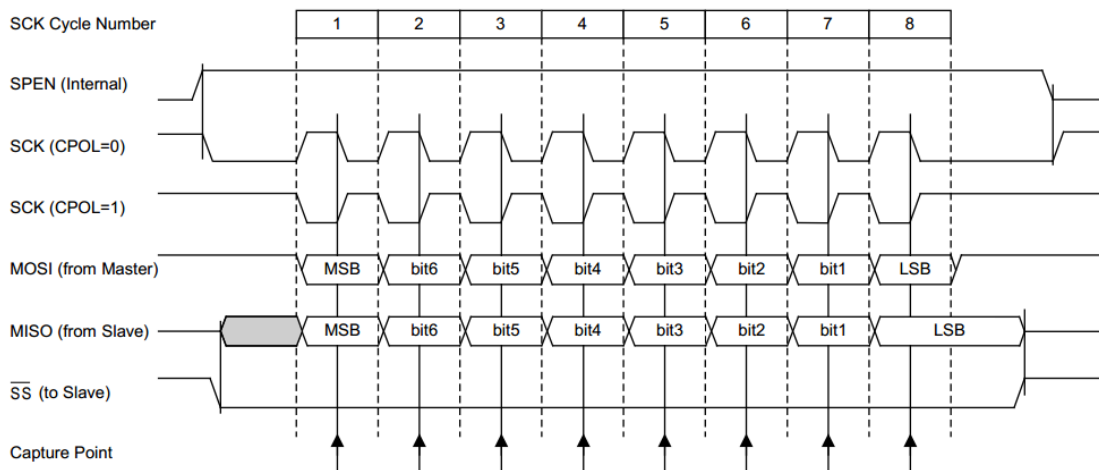 SCK Cycle Number 1 2 3 4 5 6 7 8
SPEN (Internal)
SCK (CPOL=0)
SCK (CPOL=1)
MOSI (from Master) MSB bit6 bit5 bit4 bit3 bit2 bit1 LSB
MISO (from Slave) MSB bit6 bit5 bit4 bit3 bit2 bit1 LSB
S̅S̅ (to Slave)
Capture Point